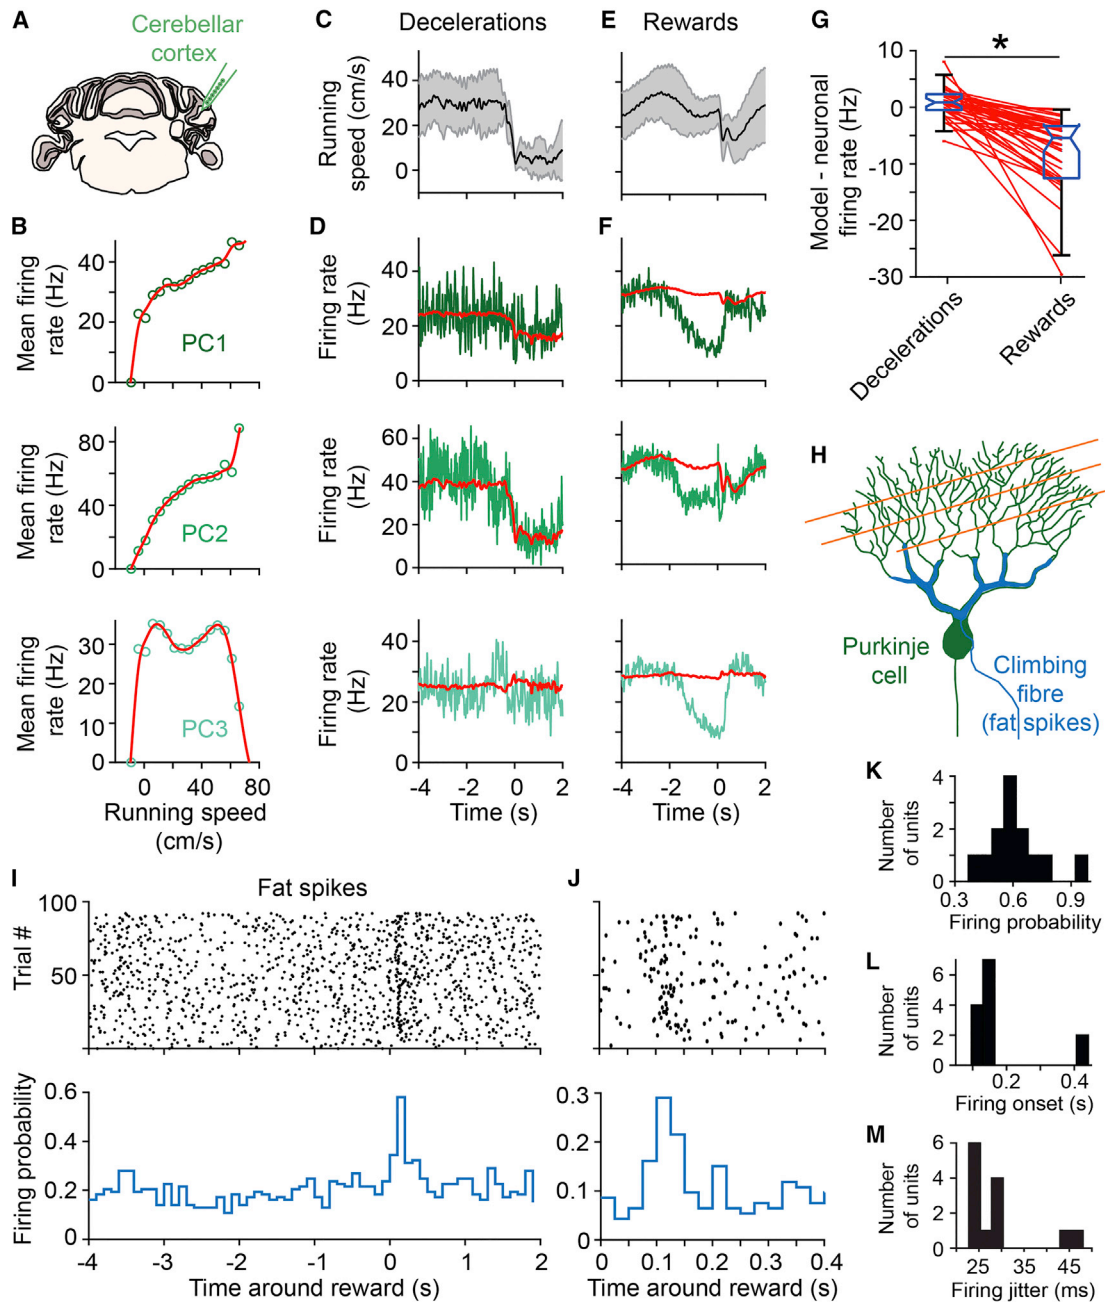 A
Cerebellar
cortex
B
Mean firing
rate (Hz)
40
20
0
PC1
Mean firing
rate (Hz)
80
40
0
PC2
Mean firing
rate (Hz)
30
20
0
PC3
0 40 80
Running speed
(cm/s)
C
Decelerations
Running
speed (cm/s)
40
20
0
D
Firing rate
(Hz)
40
20
0
Firing rate
(Hz)
60
40
20
0
Firing rate
(Hz)
40
20
0
-4 -2 0 2
Time (s)
E
Rewards
F
-4 -2 0 2
Time (s)
G
Model - neuronal
firing rate (Hz)
10
0
-10
-20
-30
*
Decelerations
Rewards
H
Purkinje
cell
Climbing
fibre
(fat spikes)
I
Fat spikes
Trial #
100
50
-4 -3 -2 -1 0 1 2
Firing probability
0.6
0.4
0.2
0
-4 -3 -2 -1 0 1 2
Time around reward (s)
J
0.3
0.2
0.1
0
0 0.1 0.2 0.3 0.4
Time around reward (s)
K
Number
of units
4
2
0
0.3 0.6 0.9
Firing probability
L
Number
of units
6
4
2
0
0.2 0.4
Firing onset (s)
M
Number
of units
6
4
2
0
25 35 45
Firing jitter (ms)